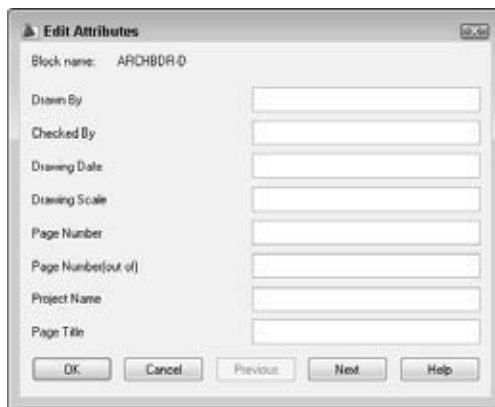 Edit Attributes
Block name: ARCHBDR-D
Drawn By
Checked By
Drawing Date
Drawing Scale
Page Number
Page Number(out of)
Project Name
Page Title
OK Cancel Previous Next Help